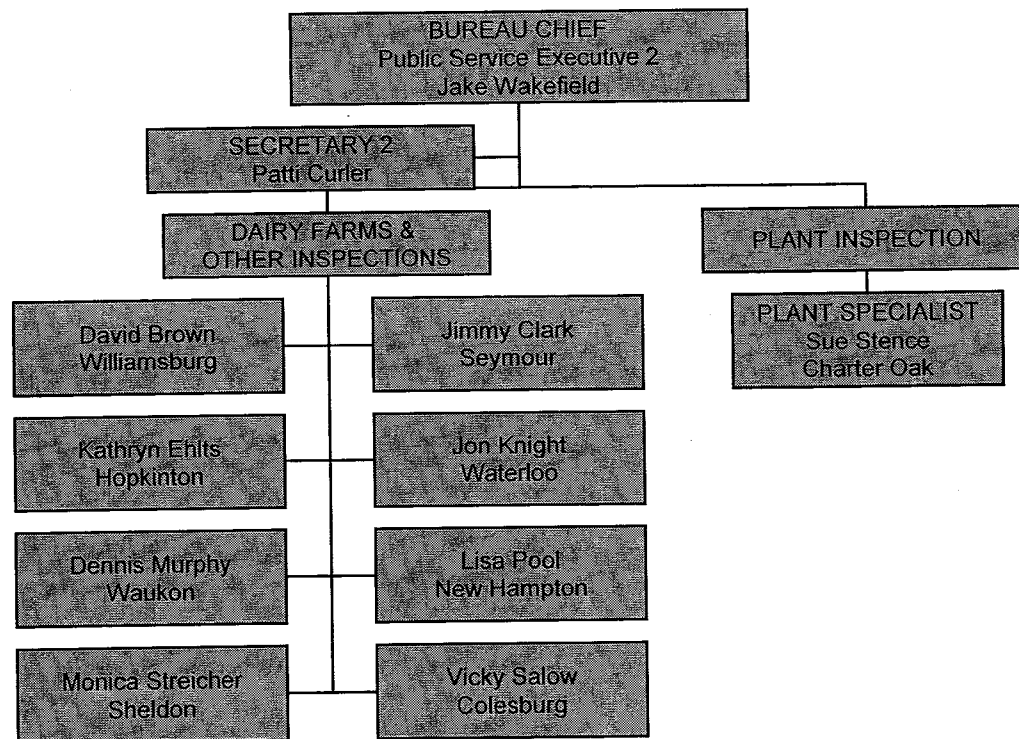 BUREAU CHIEF
Public Service Executive 2
Jake Wakefield
SECRETARY 2
Patti Curler
DAIRY FARMS &
OTHER INSPECTIONS
PLANT INSPECTION
PLANT SPECIALIST
Sue Stence
Charter Oak
David Brown
Williamsburg
Jimmy Clark
Seymour
Kathryn Ehlts
Hopkinton
Jon Knight
Waterloo
Dennis Murphy
Waukon
Lisa Pool
New Hampton
Monica Streicher
Sheldon
Vicky Salow
Colesburg